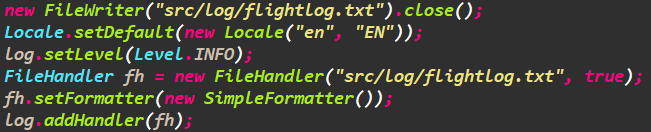 new FileWriter("src/log/flightlog.txt").close();
Locale.setDefault(new Locale("en", "EN"));
log.setLevel(Level.INFO);
FileHandler fh = new FileHandler("src/log/flightlog.txt", true);
fh.setFormatter(new SimpleFormatter());
log.addHandler(fh);